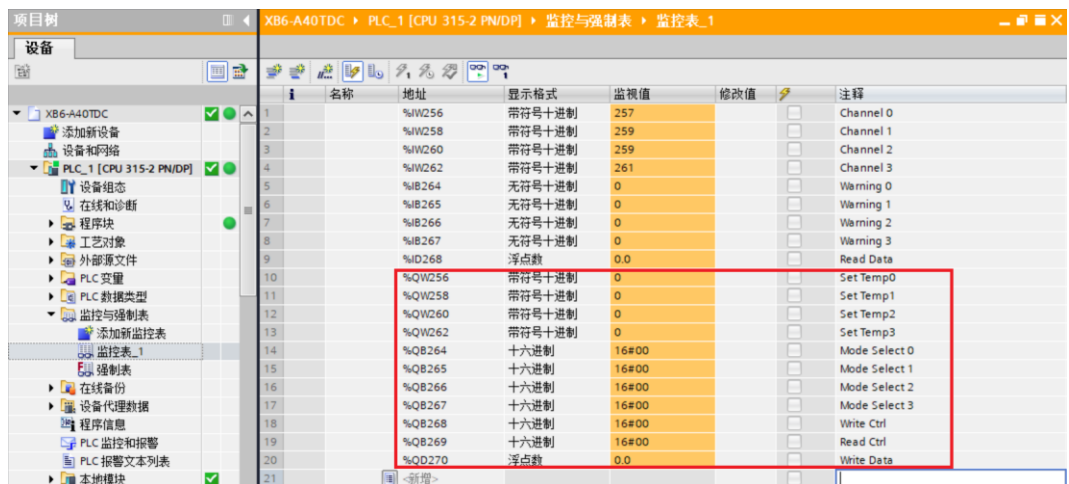 项目树
XB6-A40TDC ▸ PLC_1 [CPU 315-2 PN/DP] ▸ 监控与强制表 ▸ 监控表_1
设备
XB6-A40TDC
添加新设备
设备和网络
PLC_1 [CPU 315-2 PN/DP]
设备组态
在线和诊断
程序块
工艺对象
外部源文件
PLC 变量
PLC 数据类型
监控与强制表
添加新监控表
监控表_1
强制表
在线备份
设备代理数据
程序信息
PLC 监控和报警
PLC 报警文本列表
本地模块
i 名称 地址 显示格式 监视值 修改值 注释
1 %IW256 带符号十进制 257 Channel 0
2 %IW258 带符号十进制 259 Channel 1
3 %IW260 带符号十进制 259 Channel 2
4 %IW262 带符号十进制 261 Channel 3
5 %IB264 无符号十进制 0 Warning 0
6 %IB265 无符号十进制 0 Warning 1
7 %IB266 无符号十进制 0 Warning 2
8 %IB267 无符号十进制 0 Warning 3
9 %ID268 浮点数 0.0 Read Data
10 %QW256 带符号十进制 0 Set Temp0
11 %QW258 带符号十进制 0 Set Temp1
12 %QW260 带符号十进制 0 Set Temp2
13 %QW262 带符号十进制 0 Set Temp3
14 %QB264 十六进制 16#00 Mode Select 0
15 %QB265 十六进制 16#00 Mode Select 1
16 %QB266 十六进制 16#00 Mode Select 2
17 %QB267 十六进制 16#00 Mode Select 3
18 %QB268 十六进制 16#00 Write Ctrl
19 %QB269 十六进制 16#00 Read Ctrl
20 %QD270 浮点数 0.0 Write Data
21 <新增>